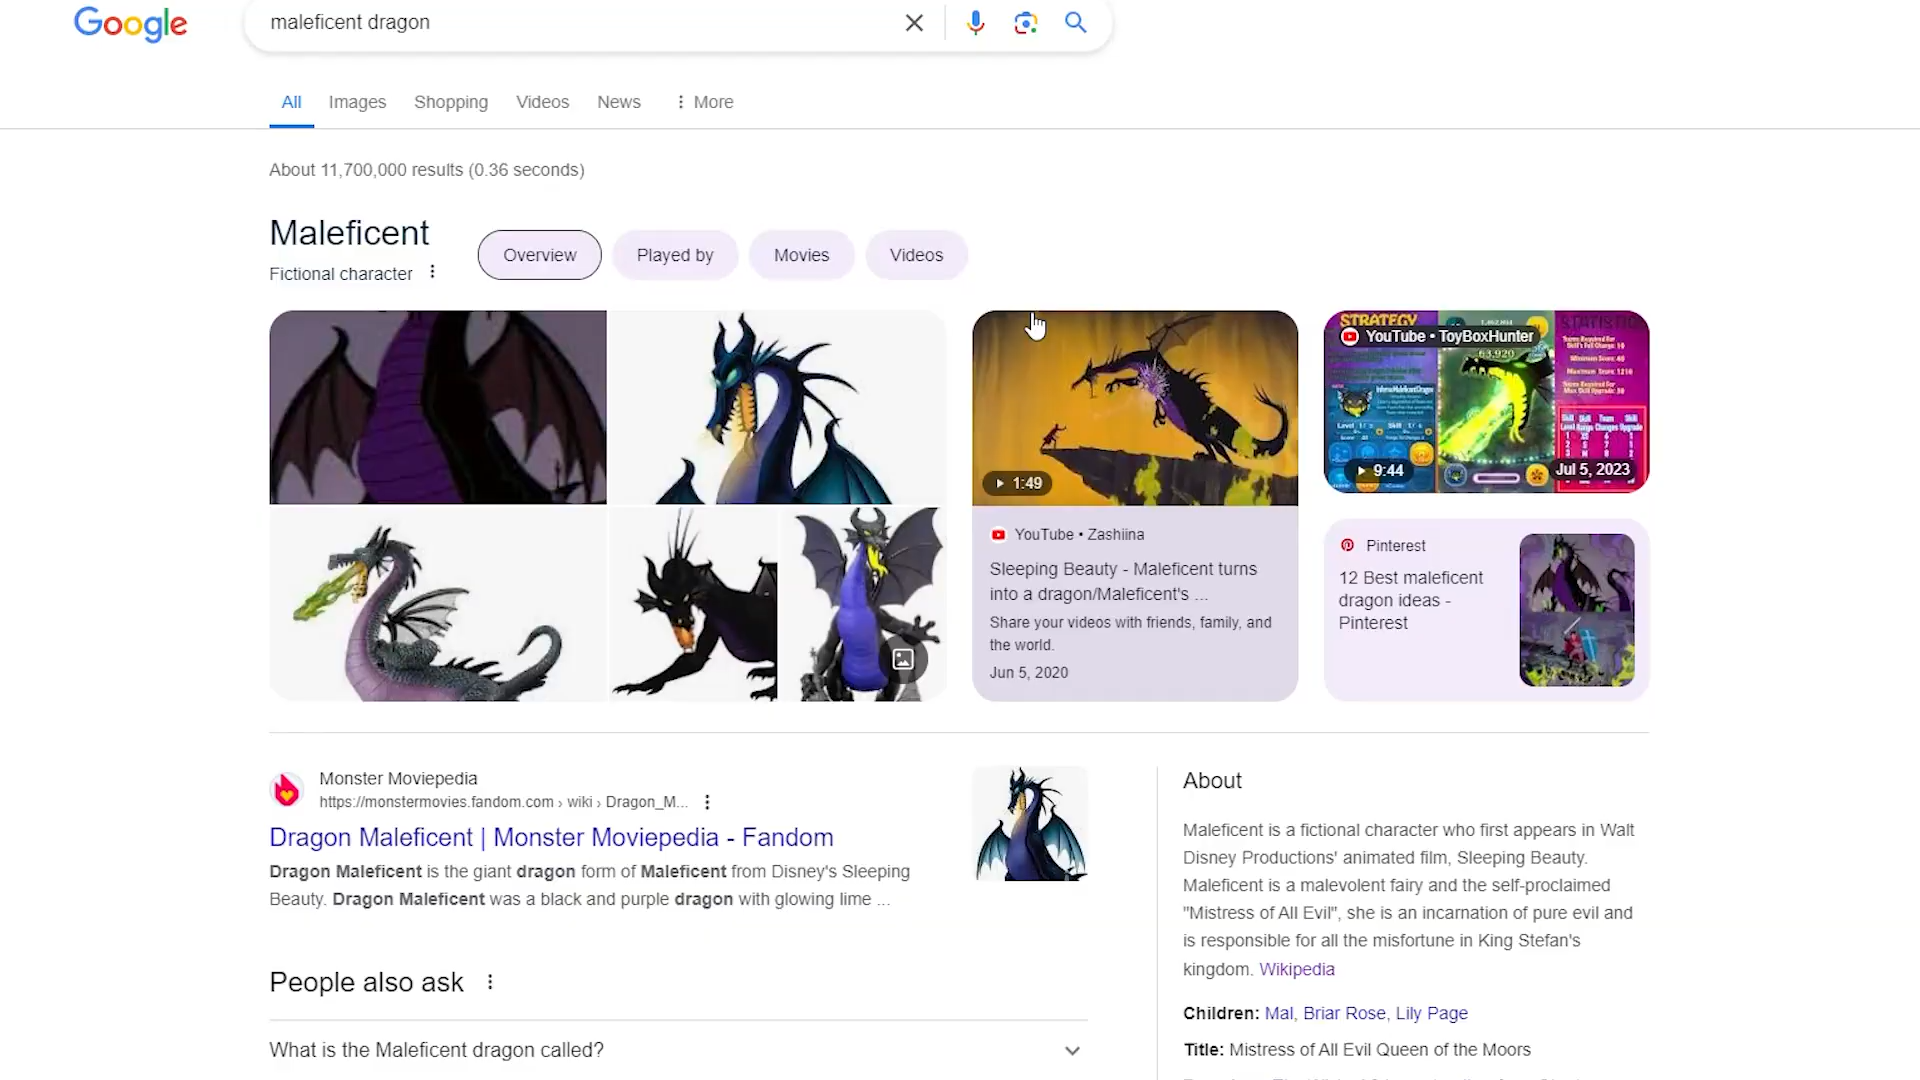 Google
maleficent dragon
All
Images
Shopping
Videos
News
More
About 11,700,000 results (0.36 seconds)
Maleficent
Fictional character
Overview
Played by
Movies
Videos
1:49
YouTube • Zashiina
Sleeping Beauty - Maleficent turns
into a dragon/Maleficent's ...
Share your videos with friends, family, and
the world.
Jun 5, 2020
STRATEGY
YouTube • ToyBoxHunter
63,920
9:44
Jul 5, 2023
Pinterest
12 Best maleficent
dragon ideas -
Pinterest
Monster Moviepedia
https://monstermovies.fandom.com › wiki › Dragon_M...
Dragon Maleficent | Monster Moviepedia - Fandom
Dragon Maleficent is the giant dragon form of Maleficent from Disney's Sleeping
Beauty. Dragon Maleficent was a black and purple dragon with glowing lime ...
People also ask
What is the Maleficent dragon called?
About
Maleficent is a fictional character who first appears in Walt
Disney Productions' animated film, Sleeping Beauty.
Maleficent is a malevolent fairy and the self-proclaimed
"Mistress of All Evil", she is an incarnation of pure evil and
is responsible for all the misfortune in King Stefan's
kingdom. Wikipedia
Children: Mal, Briar Rose, Lily Page
Title: Mistress of All Evil Queen of the Moors